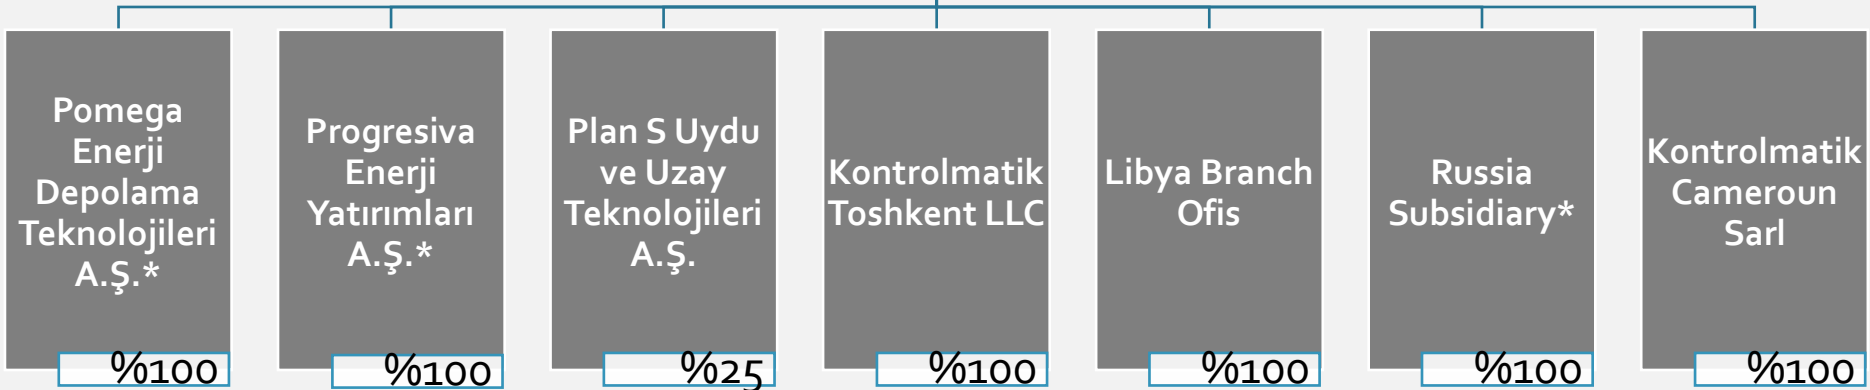 Pomega
Enerji
Depolama
Teknolojileri
A.Ş.*
%100
Progresiva
Enerji
Yatırımları
A.Ş.*
%100
Plan S Uydu
ve Uzay
Teknolojileri
A.Ş.
%25
Kontrolmatik
Toshkent LLC
%100
Libya Branch
Ofis
%100
Russia
Subsidiary*
%100
Kontrolmatik
Cameroun
Sarl
%100